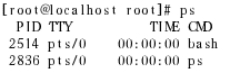 [root@localhost root]# ps
PID TTY TIME CMD
2514 pts/0 00:00:00 bash
2836 pts/0 00:00:00 ps